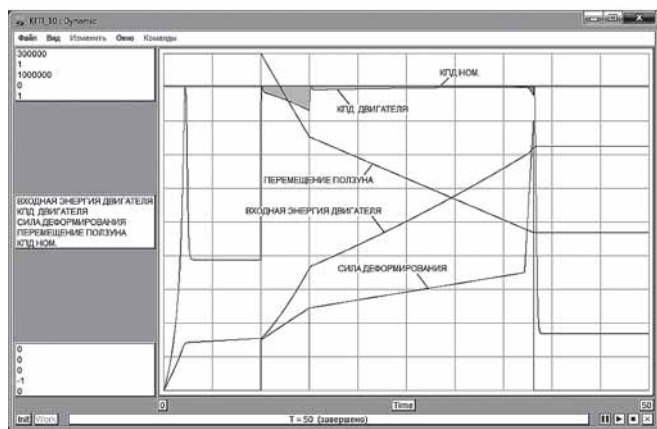 КГП_10 : Dynamic
Файл Вид Изменить Окно Команды
300000
1
1000000
0
1
КПД НОМ.
КПД ДВИГАТЕЛЯ
ПЕРЕМЕЩЕНИЕ ПОЛЗУНА
ВХОДНАЯ ЭНЕРГИЯ ДВИГАТЕЛЯ
СИЛА ДЕФОРМИРОВАНИЯ
ВХОДНАЯ ЭНЕРГИЯ ДВИГАТЕЛЯ
КПД ДВИГАТЕЛЯ
СИЛА ДЕФОРМИРОВАНИЯ
ПЕРЕМЕЩЕНИЕ ПОЛЗУНА
КПД НОМ.
0
0
0
-1
0
0 Time 50
Init Work T = 50 (завершено)